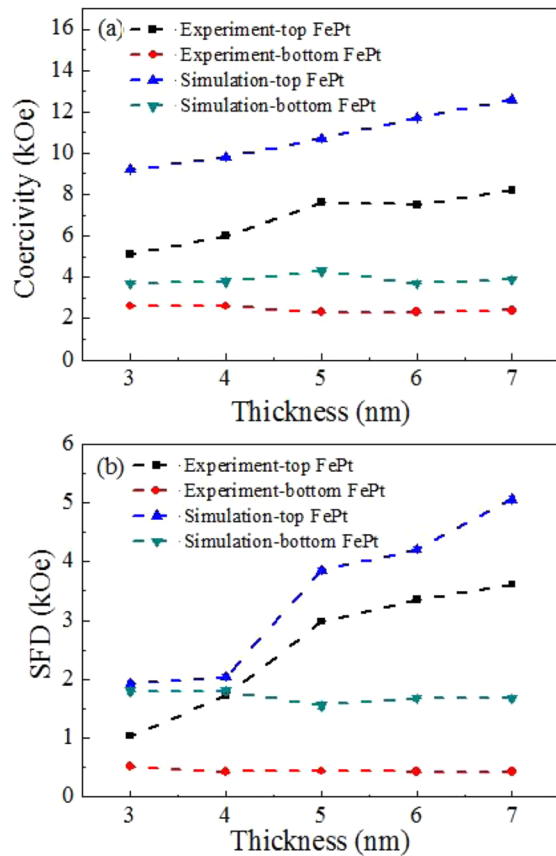 (a)
Experiment-top FePt
Experiment-bottom FePt
Simulation-top FePt
Simulation-bottom FePt
16
14
12
10
8
6
4
2
0
Coercivity (kOe)
3 4 5 6 7
Thickness (nm)
(b)
Experiment-top FePt
Experiment-bottom FePt
Simulation-top FePt
Simulation-bottom FePt
6
5
4
3
2
1
0
SFD (kOe)
3 4 5 6 7
Thickness (nm)